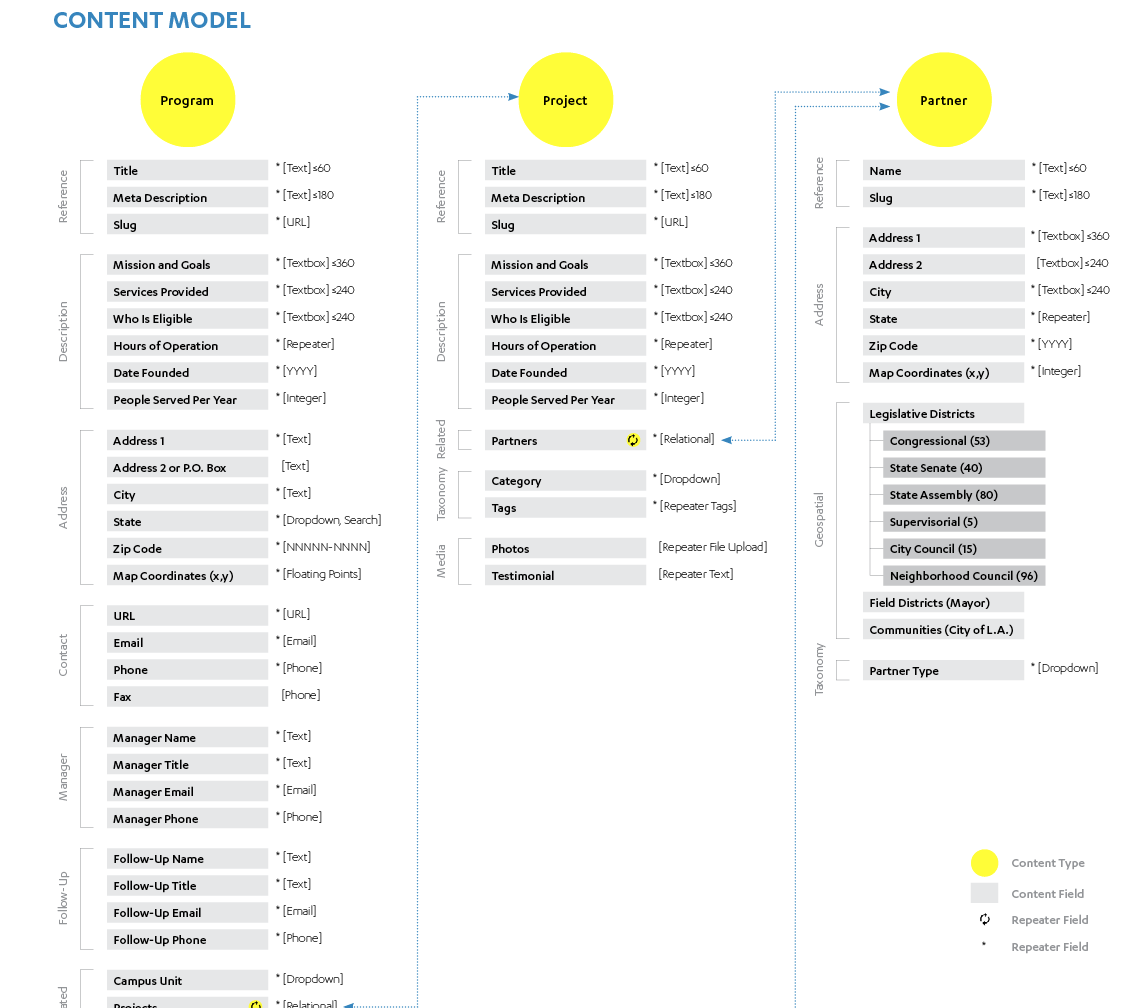 CONTENT MODEL
Program
Reference
Title * [Text] ≤60
Meta Description * [Text] ≤180
Slug * [URL]
Description
Mission and Goals * [Textbox] ≤360
Services Provided * [Textbox] ≤240
Who Is Eligible * [Textbox] ≤240
Hours of Operation * [Repeater]
Date Founded * [YYYY]
People Served Per Year * [Integer]
Address
Address 1 * [Text]
Address 2 or P.O. Box [Text]
City * [Text]
State * [Dropdown, Search]
Zip Code * [NNNNN-NNNN]
Map Coordinates (x,y) * [Floating Points]
Contact
URL * [URL]
Email * [Email]
Phone * [Phone]
Fax [Phone]
Manager
Manager Name * [Text]
Manager Title * [Text]
Manager Email * [Email]
Manager Phone * [Phone]
Follow-Up
Follow-Up Name * [Text]
Follow-Up Title * [Text]
Follow-Up Email * [Email]
Follow-Up Phone * [Phone]
Campus Unit * [Dropdown]
Projects * [Relational]
Project
Reference
Title * [Text] ≤60
Meta Description * [Text] ≤180
Slug * [URL]
Description
Mission and Goals * [Textbox] ≤360
Services Provided * [Textbox] ≤240
Who Is Eligible * [Textbox] ≤240
Hours of Operation * [Repeater]
Date Founded * [YYYY]
People Served Per Year * [Integer]
Related
Partners * [Relational]
Taxonomy
Category * [Dropdown]
Tags * [Repeater Tags]
Media
Photos [Repeater File Upload]
Testimonial [Repeater Text]
Partner
Reference
Name * [Text] ≤60
Slug * [Text] ≤180
Address
Address 1 * [Textbox] ≤360
Address 2 [Textbox] ≤240
City * [Textbox] ≤240
State * [Repeater]
Zip Code * [YYYY]
Map Coordinates (x,y) * [Integer]
Geospatial
Legislative Districts
Congressional (53)
State Senate (40)
State Assembly (80)
Supervisorial (5)
City Council (15)
Neighborhood Council (96)
Field Districts (Mayor)
Communities (City of L.A.)
Taxonomy
Partner Type * [Dropdown]
Content Type
Content Field
Repeater Field
* Repeater Field